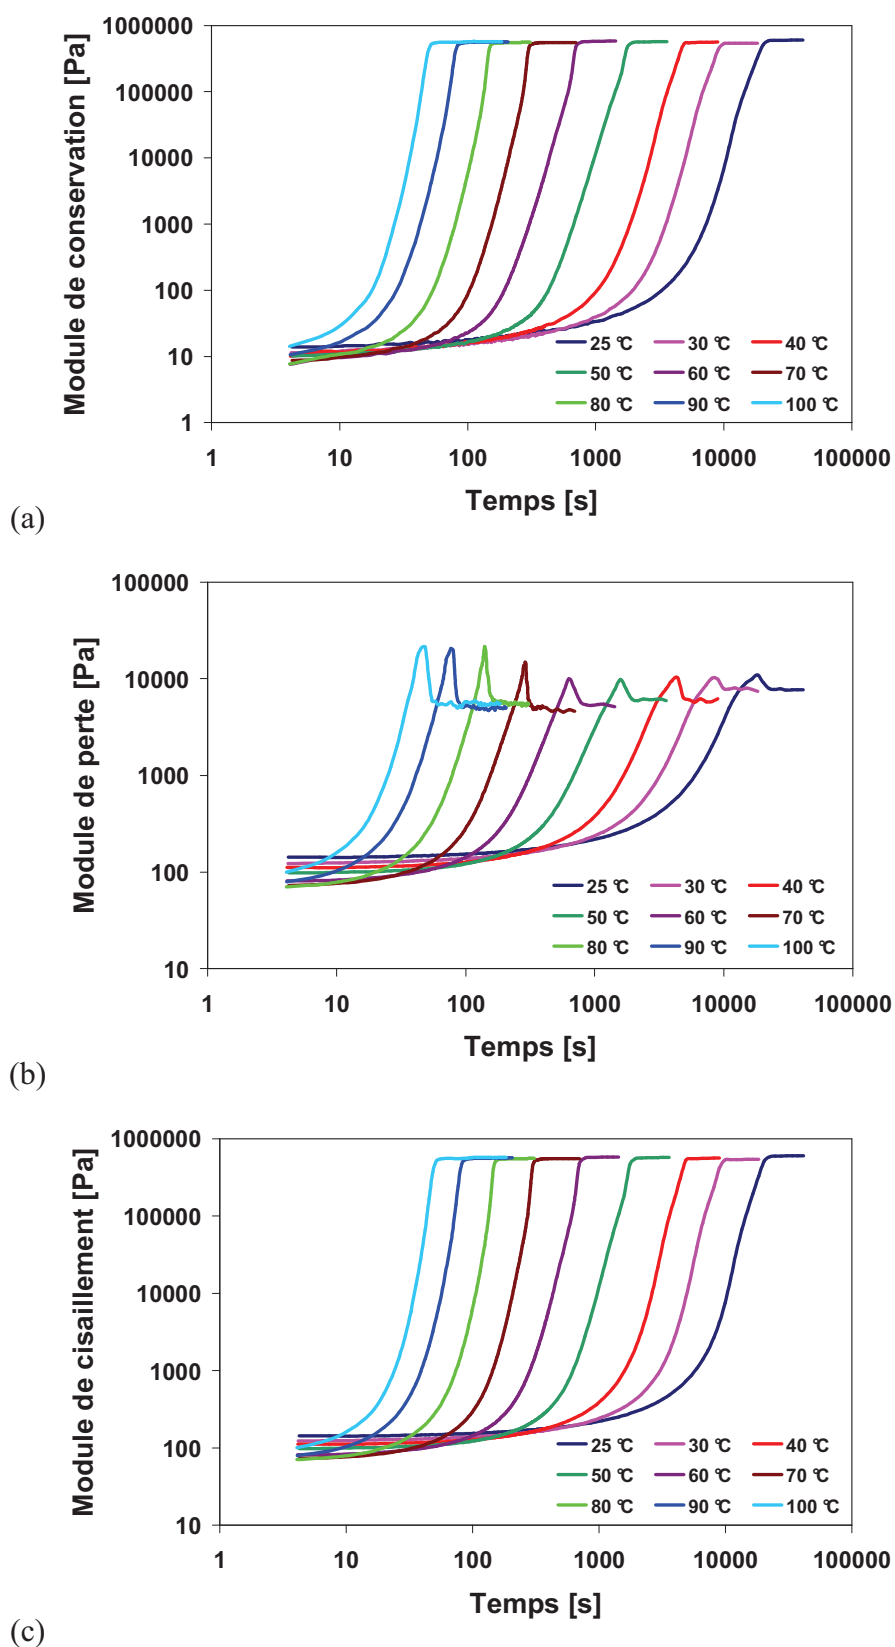 1000000
100000
10000
1000
100
10
1
Module de conservation [Pa]
25 °C 30 °C 40 °C
50 °C 60 °C 70 °C
80 °C 90 °C 100 °C
1 10 100 1000 10000 100000
Temps [s]
(a)
100000
10000
1000
100
10
Module de perte [Pa]
25 °C 30 °C 40 °C
50 °C 60 °C 70 °C
80 °C 90 °C 100 °C
1 10 100 1000 10000 100000
Temps [s]
(b)
1000000
100000
10000
1000
100
10
Module de cisaillement [Pa]
25 °C 30 °C 40 °C
50 °C 60 °C 70 °C
80 °C 90 °C 100 °C
1 10 100 1000 10000 100000
Temps [s]
(c)